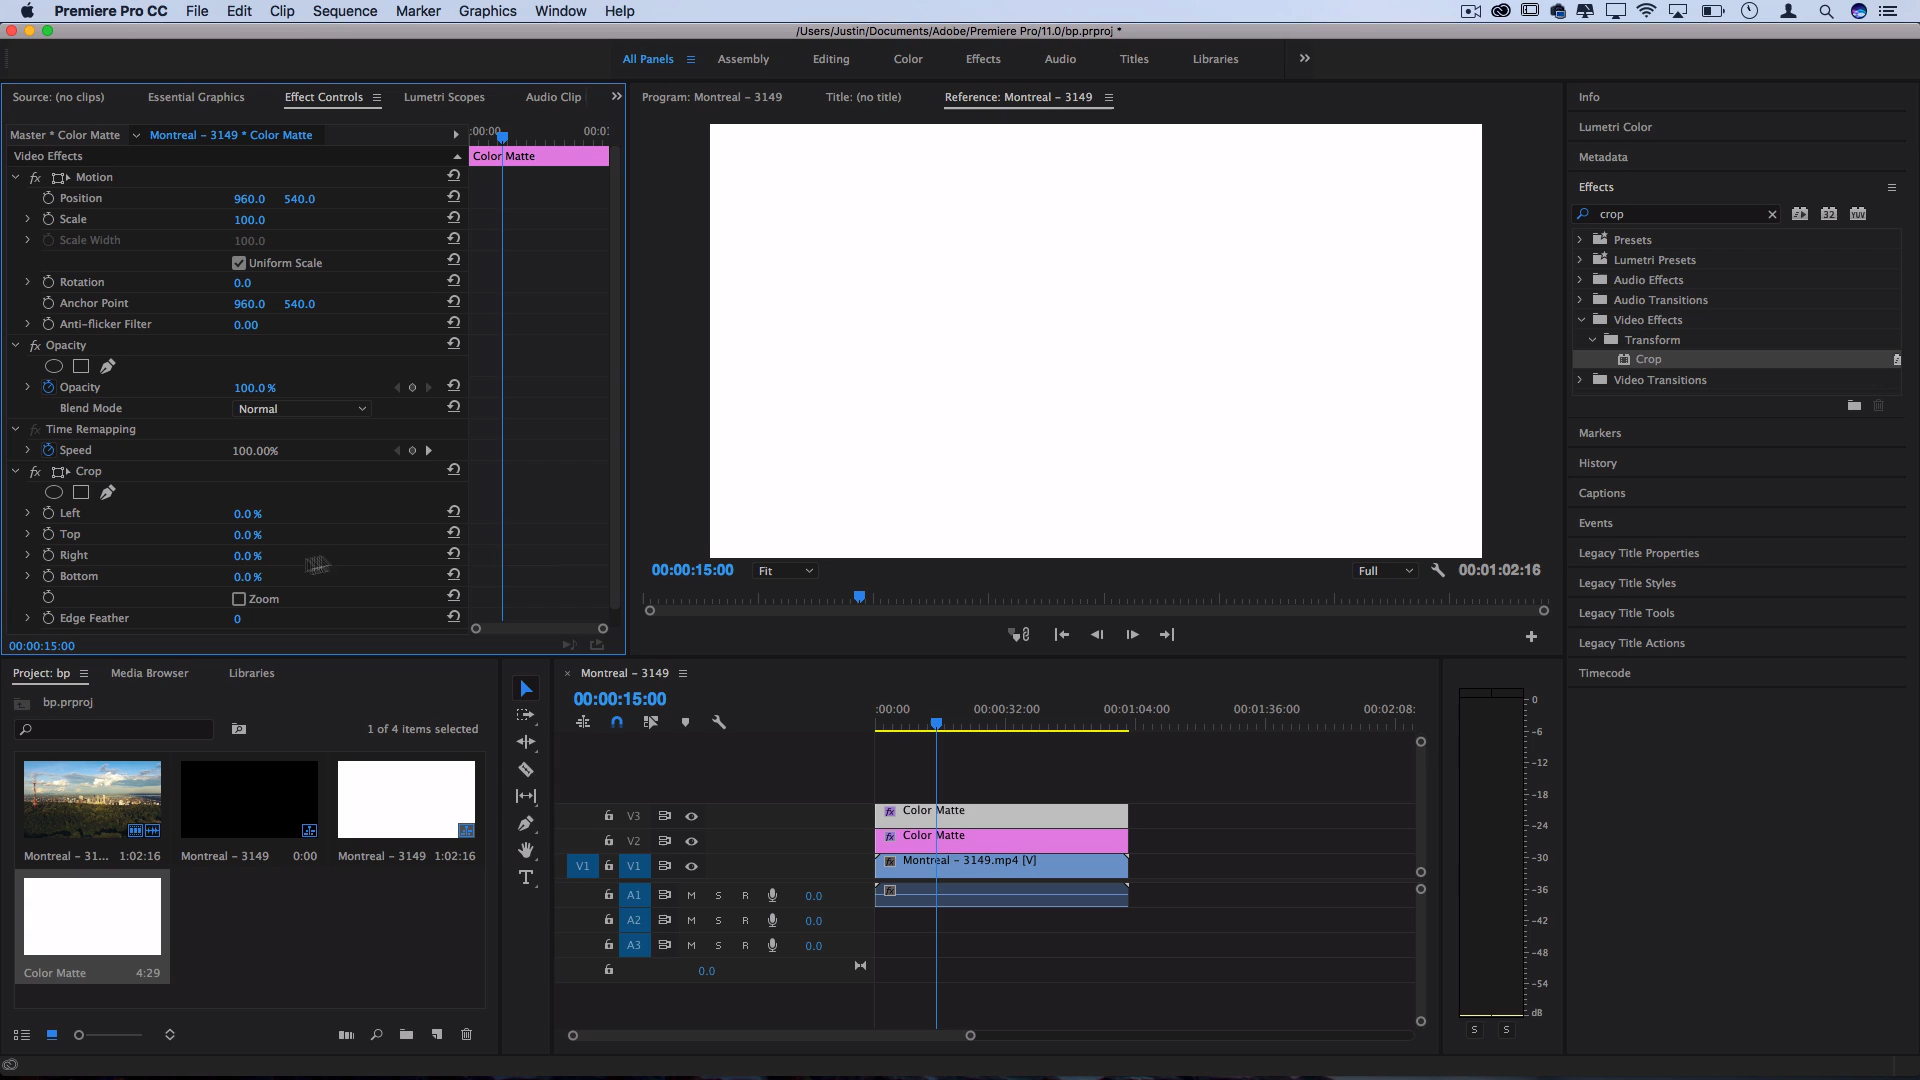 Premiere Pro CC File Edit Clip Sequence Marker Graphics Window Help
/Users/Justin/Documents/Adobe/Premiere Pro/11.0/bp.prproj *
All Panels Assembly Editing Color Effects Audio Titles Libraries
Source: (no clips) Essential Graphics Effect Controls Lumetri Scopes Audio Clip
Master * Color Matte Montreal - 3149 * Color Matte
:00:00 00:01
Video Effects
Color Matte
Motion
Position 960.0 540.0
Scale 100.0
Scale Width 100.0
Uniform Scale
Rotation 0.0
Anchor Point 960.0 540.0
Anti-flicker Filter 0.00
fx Opacity
Opacity 100.0 %
Blend Mode Normal
fx Time Remapping
Speed 100.00%
fx Crop
Left 0.0 %
Top 0.0 %
Right 0.0 %
Bottom 0.0 %
Zoom
Edge Feather 0
00:00:15:00
Program: Montreal - 3149 Title: (no title) Reference: Montreal - 3149
00:00:15:00 Fit Full 00:01:02:16
Info
Lumetri Color
Metadata
Effects
crop 32 YUV
Presets
Lumetri Presets
Audio Effects
Audio Transitions
Video Effects
Transform
Crop
Video Transitions
Markers
History
Captions
Events
Legacy Title Properties
Legacy Title Styles
Legacy Title Tools
Legacy Title Actions
Timecode
Project: bp Media Browser Libraries
bp.prproj
1 of 4 items selected
Montreal - 31... 1:02:16
Montreal - 3149 0:00
Montreal - 3149 1:02:16
Color Matte 4:29
Montreal - 3149
00:00:15:00
:00:00 00:00:32:00 00:01:04:00 00:01:36:00 00:02:08:
V3 fx Color Matte
V2 fx Color Matte
V1 V1 fx Montreal - 3149.mp4 [V]
A1 M S R 0.0 fx
A2 M S R 0.0
A3 M S R 0.0
0.0
0
-6
-12
-18
-24
-30
-36
-42
-48
-54
dB
S S